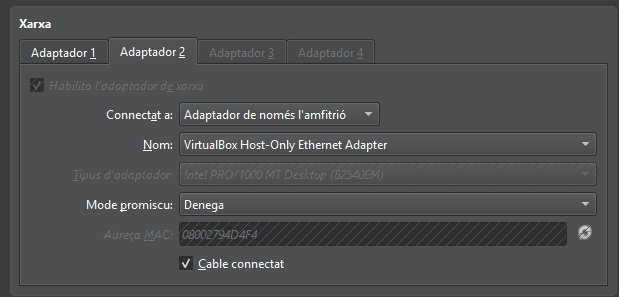 Xarxa
Adaptador 1 Adaptador 2 Adaptador 3 Adaptador 4
Habilita l'adaptador de xarxa
Connectat a: Adaptador de només l'amfitrió
Nom: VirtualBox Host-Only Ethernet Adapter
Tipus d'adaptador: Intel PRO/1000 MT Desktop (82540EM)
Mode promiscu: Denega
Adreça MAC: 08002794D4F4
Cable connectat